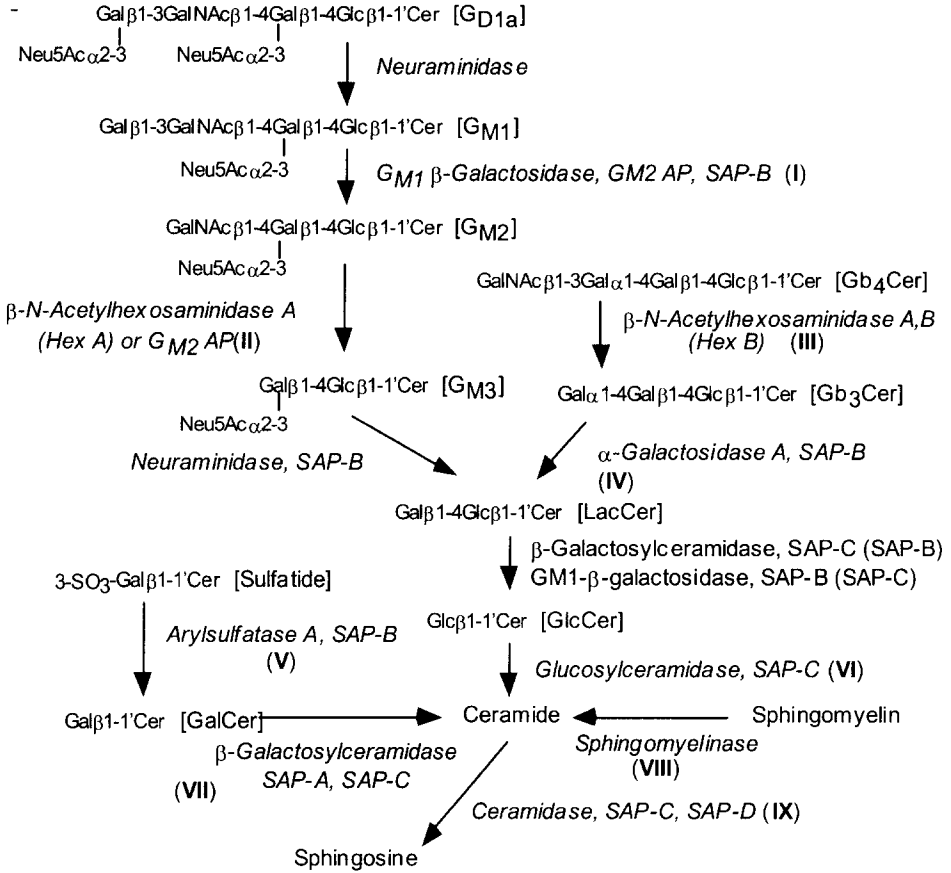 Galβ1-3GalNAcβ1-4Galβ1-4Glcβ1-1'Cer [GD1a]
Neu5Acα2-3 Neu5Acα2-3
Neuraminidase
Galβ1-3GalNAcβ1-4Galβ1-4Glcβ1-1'Cer [GM1]
Neu5Acα2-3
GM1 β-Galactosidase, GM2 AP, SAP-B (I)
GalNAcβ1-4Galβ1-4Glcβ1-1'Cer [GM2]
Neu5Acα2-3
GalNAcβ1-3Galα1-4Galβ1-4Glcβ1-1'Cer [Gb4Cer]
β-N-Acetylhexosaminidase A
(Hex A) or GM2 AP(II)
β-N-Acetylhexosaminidase A,B
(Hex B) (III)
Galβ1-4Glcβ1-1'Cer [GM3]
Neu5Acα2-3
Galα1-4Galβ1-4Glcβ1-1'Cer [Gb3Cer]
Neuraminidase, SAP-B
α-Galactosidase A, SAP-B
(IV)
Galβ1-4Glcβ1-1'Cer [LacCer]
β-Galactosylceramidase, SAP-C (SAP-B)
GM1-β-galactosidase, SAP-B (SAP-C)
3-SO3-Galβ1-1'Cer [Sulfatide]
Glcβ1-1'Cer [GlcCer]
Arylsulfatase A, SAP-B
(V)
Glucosylceramidase, SAP-C (VI)
Galβ1-1'Cer [GalCer]
Ceramide
Sphingomyelin
β-Galactosylceramidase
SAP-A, SAP-C
(VII)
Sphingomyelinase
(VIII)
Ceramidase, SAP-C, SAP-D (IX)
Sphingosine